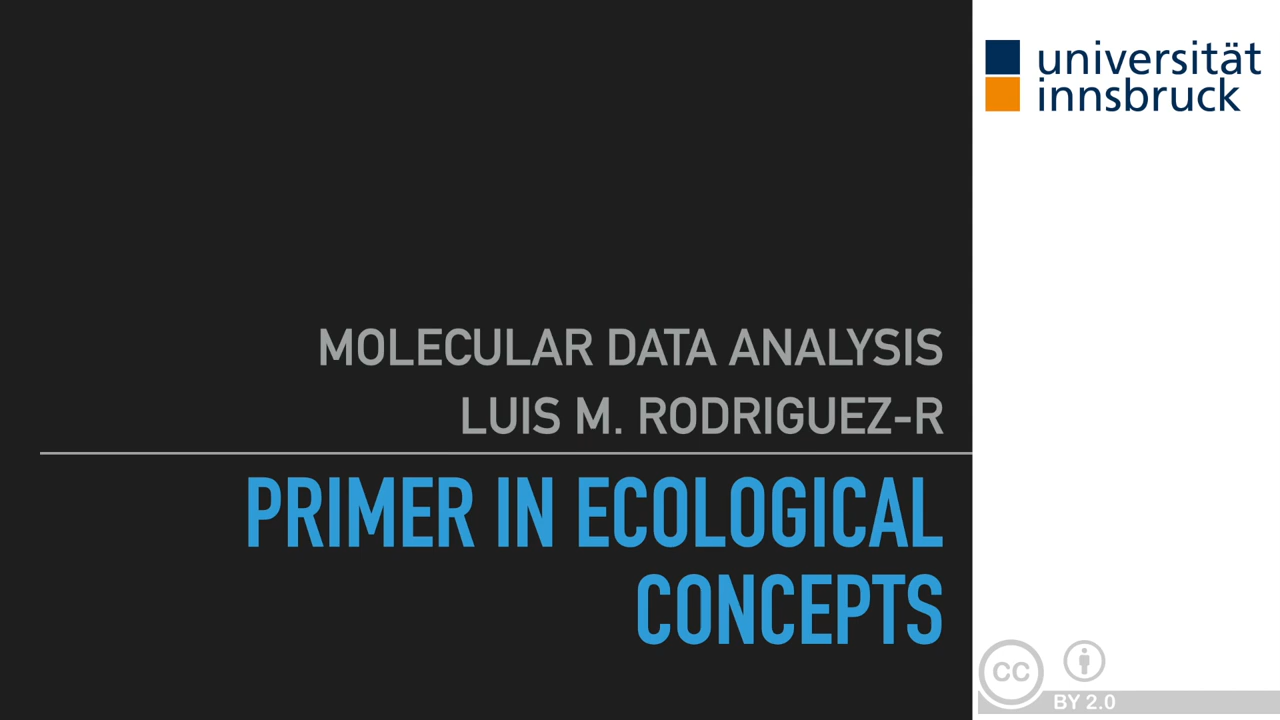 universität
innsbruck
MOLECULAR DATA ANALYSIS
LUIS M. RODRIGUEZ-R
PRIMER IN ECOLOGICAL
CONCEPTS
CC
BY 2.0